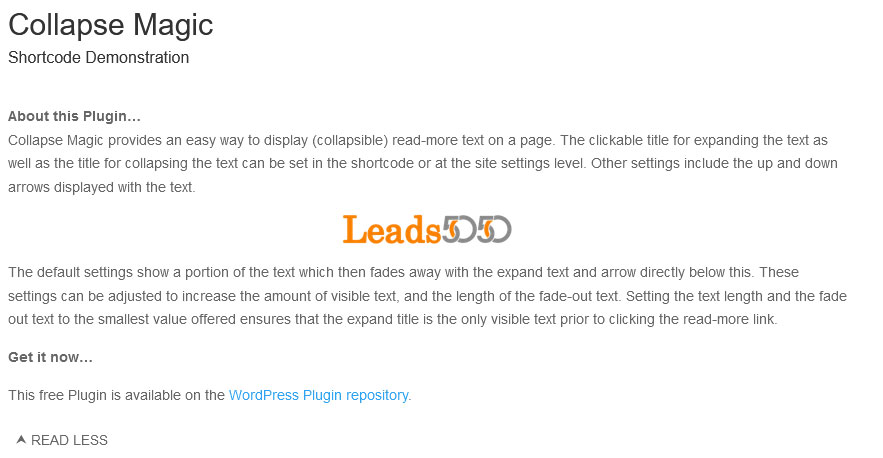 Collapse Magic
Shortcode Demonstration
About this Plugin…
Collapse Magic provides an easy way to display (collapsible) read-more text on a page. The clickable title for expanding the text as
well as the title for collapsing the text can be set in the shortcode or at the site settings level. Other settings include the up and down
arrows displayed with the text.
Leads5050
The default settings show a portion of the text which then fades away with the expand text and arrow directly below this. These
settings can be adjusted to increase the amount of visible text, and the length of the fade-out text. Setting the text length and the fade
out text to the smallest value offered ensures that the expand title is the only visible text prior to clicking the read-more link.
Get it now…
This free Plugin is available on the WordPress Plugin repository.
READ LESS